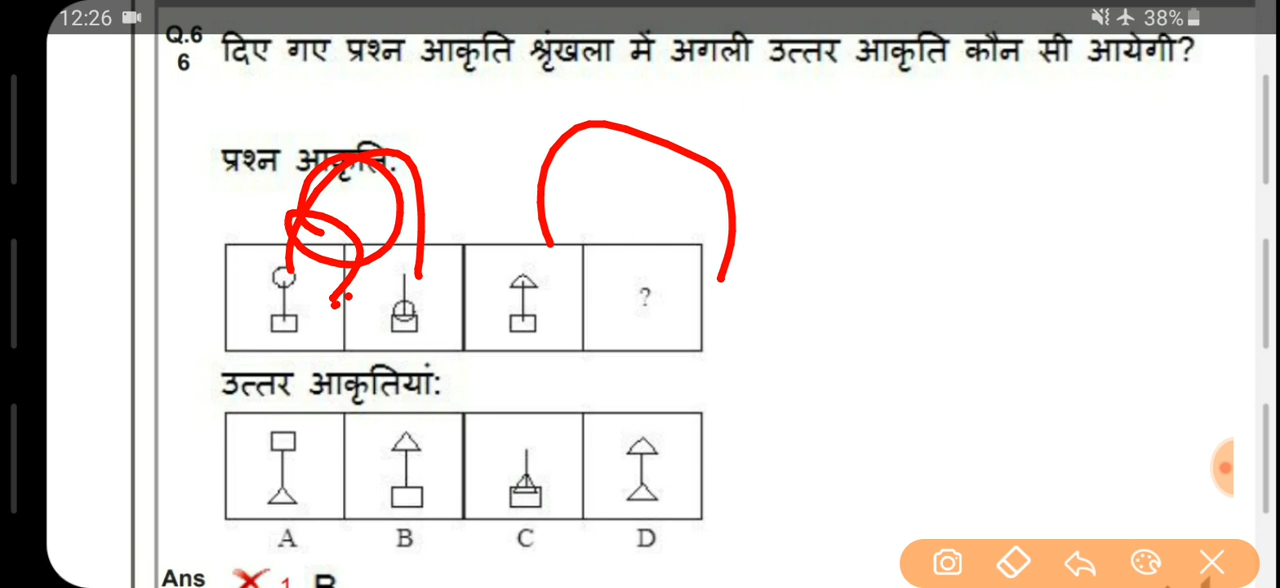 12:26 38%
Q.6 दिए गए प्रश्न आकृति श्रृंखला में अगली उत्तर आकृति कौन सी आयेगी?
6
प्रश्न आकृति:
?
उत्तर आकृतियां:
A B C D
Ans 1 B